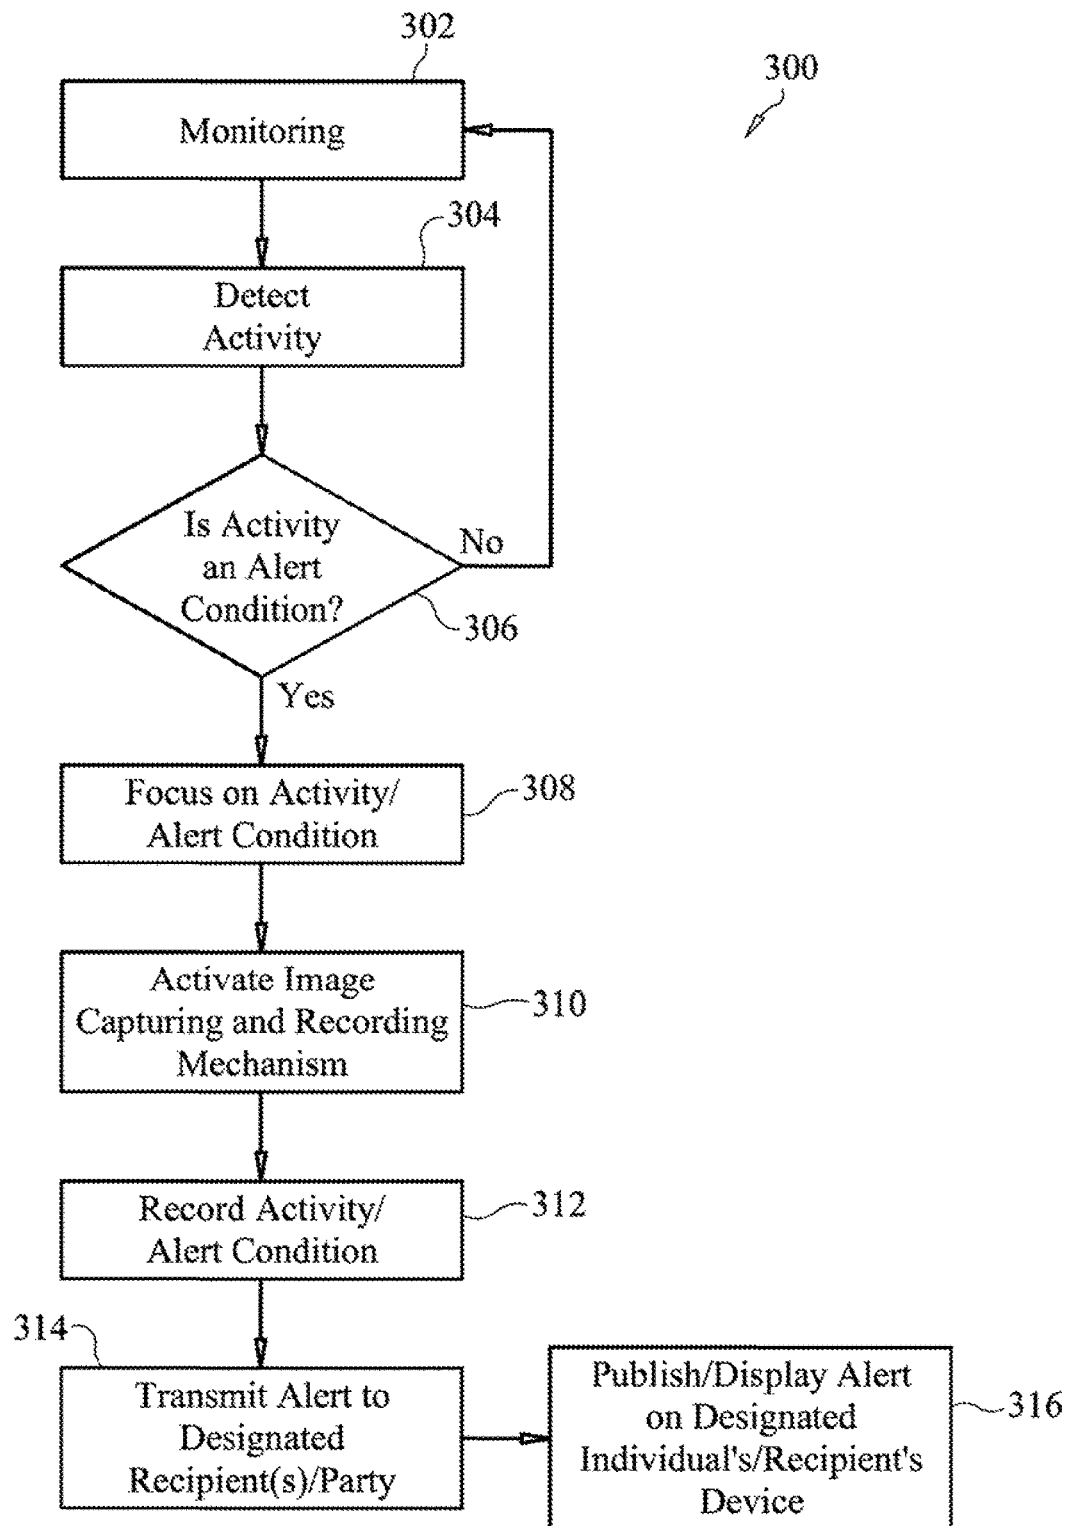 302
300
Monitoring
304
Detect
Activity
Is Activity
an Alert
Condition?
No
306
Yes
Focus on Activity/
Alert Condition
308
Activate Image
Capturing and Recording
Mechanism
310
Record Activity/
Alert Condition
312
314
Transmit Alert to
Designated
Recipient(s)/Party
Publish/Display Alert
on Designated
Individual's/Recipient's
Device
316